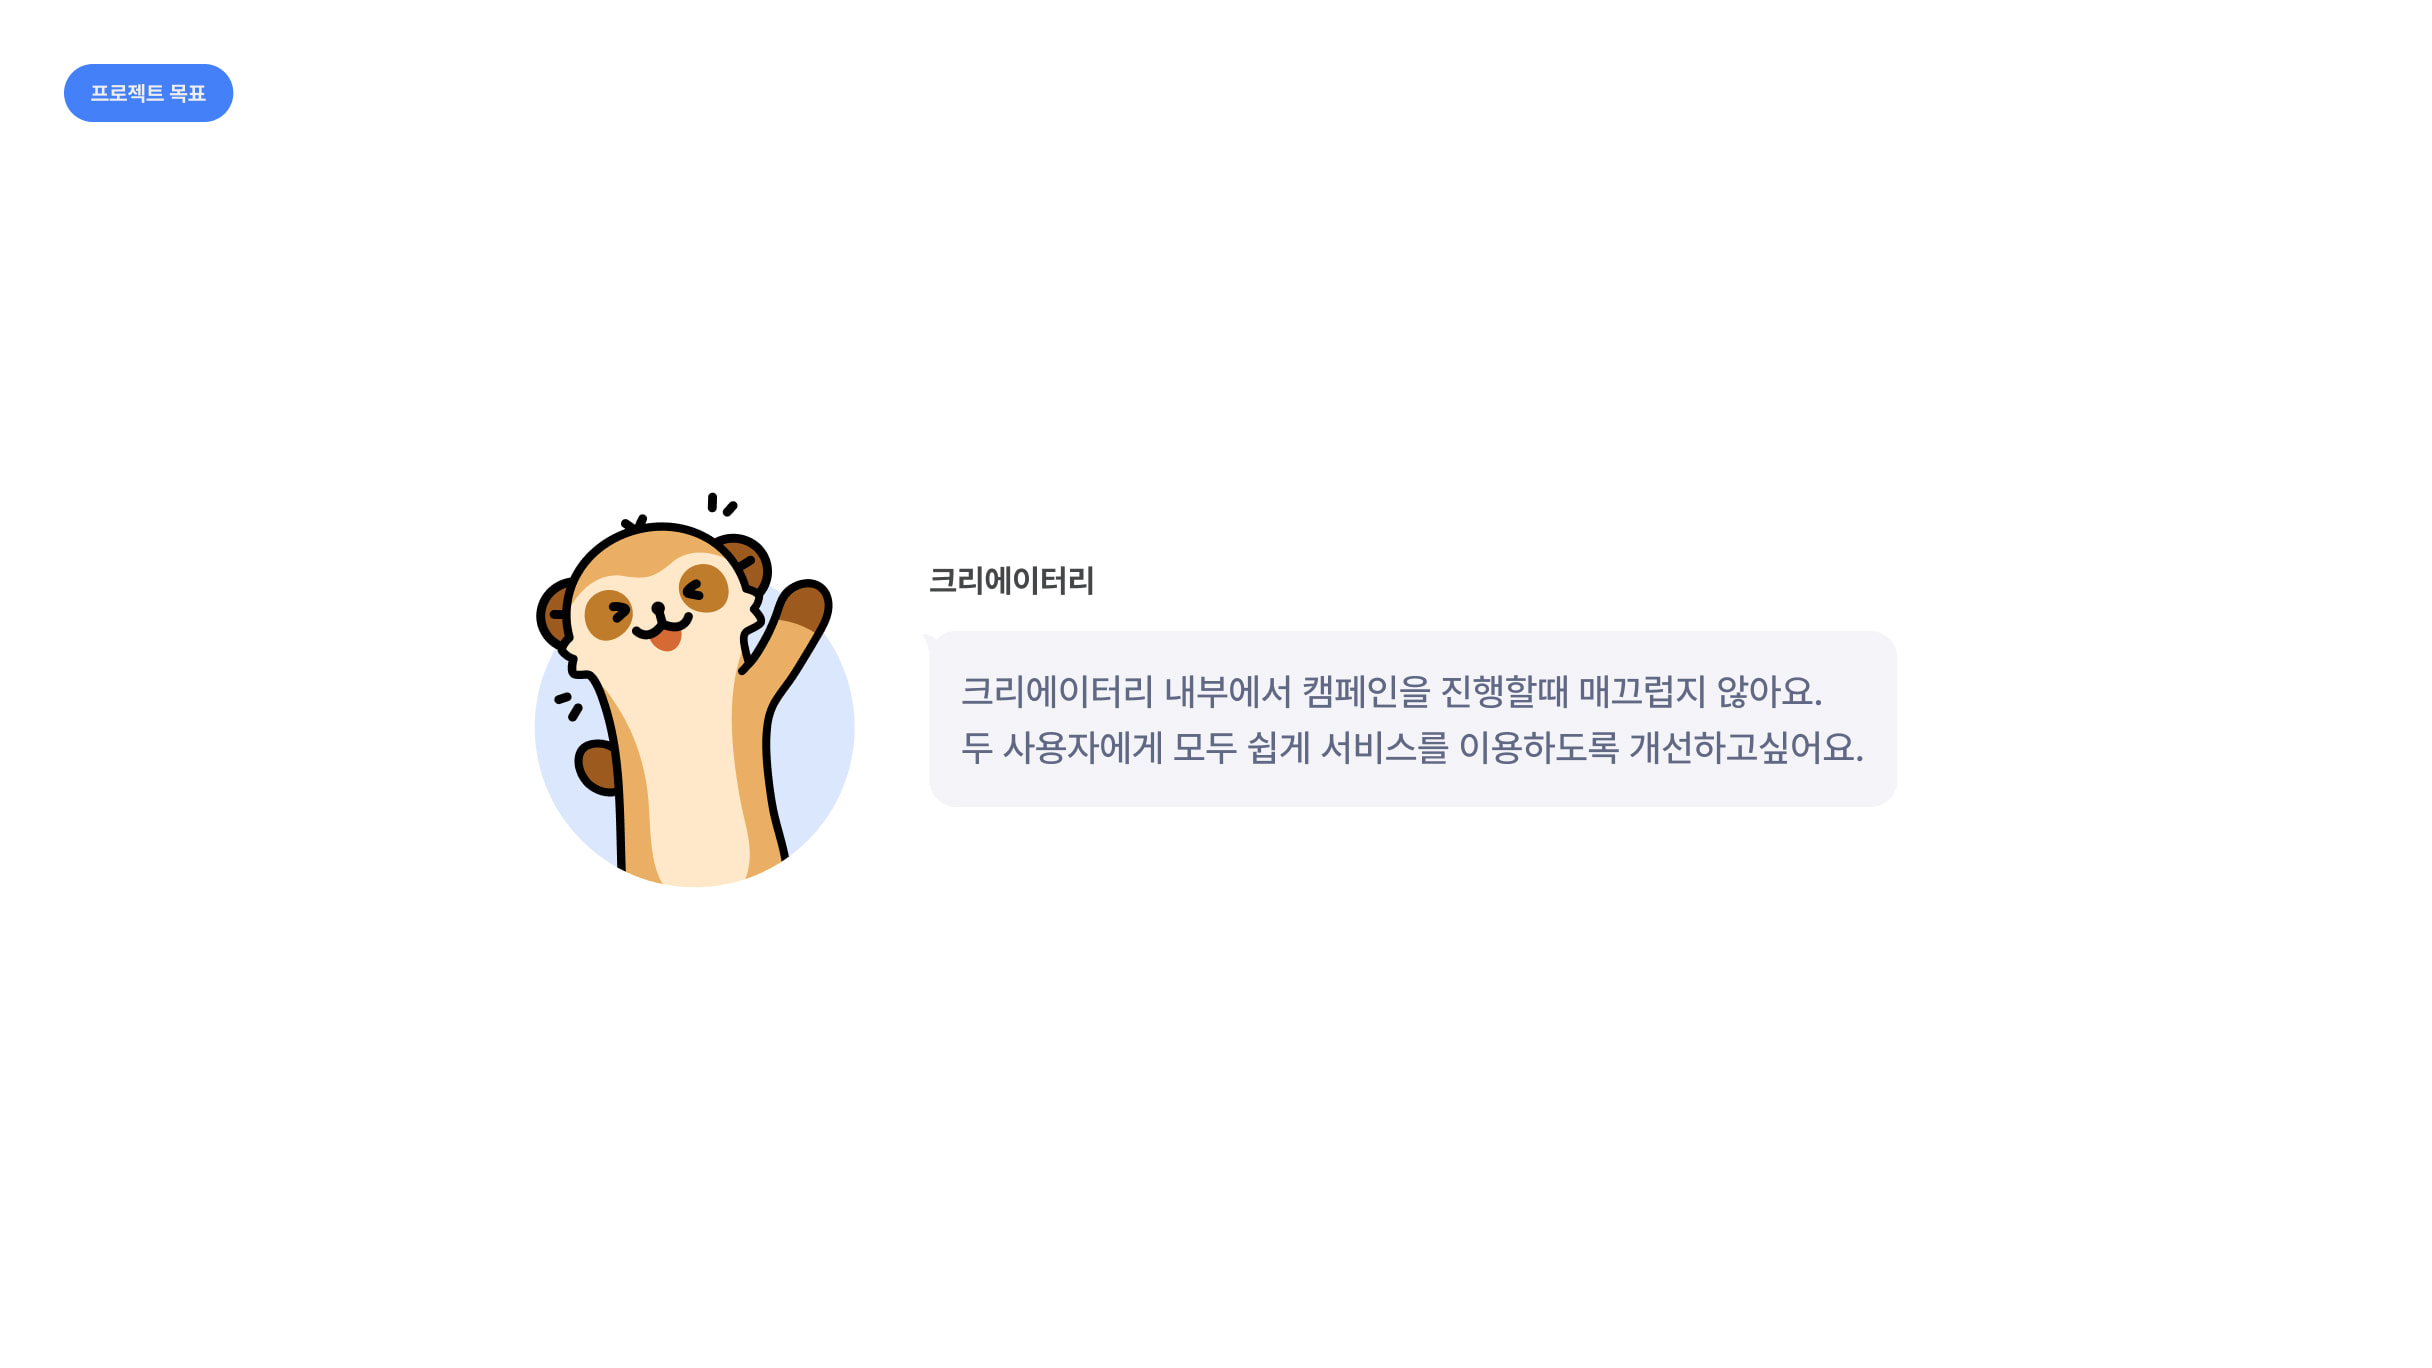 프로젝트 목표
크리에이터리
크리에이터리 내부에서 캠페인을 진행할때 매끄럽지 않아요.
두 사용자에게 모두 쉽게 서비스를 이용하도록 개선하고싶어요.